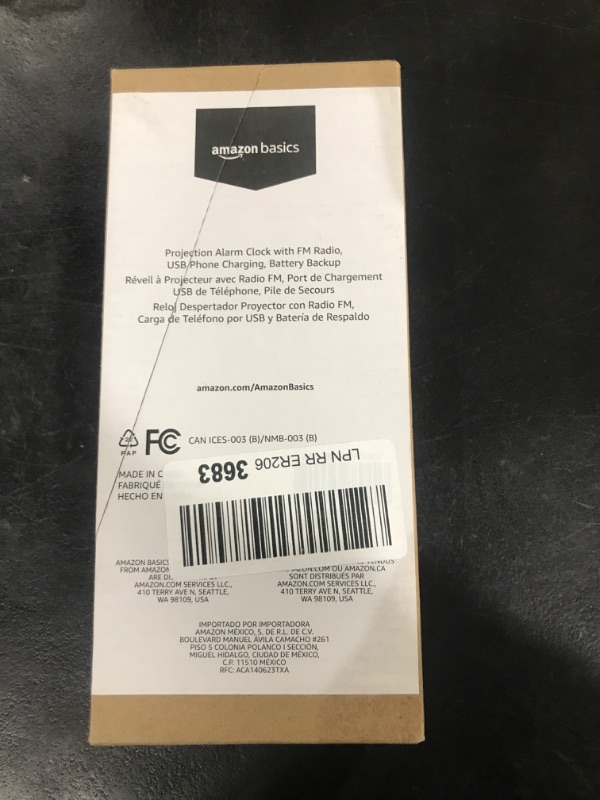 amazon basics
Projection Alarm Clock with FM Radio,
USB Phone Charging, Battery Backup
Réveil à Projecteur avec Radio FM, Port de Chargement
USB de Téléphone, Pile de Secours
Reloj Despertador Proyector con Radio FM,
Carga de Teléfono por USB y Batería de Respaldo
amazon.com/AmazonBasics
PAP
FC
CAN ICES-003 (B)/NMB-003 (B)
MADE IN C
FABRIQUÉ
HECHO EN
LPN RR ER206 3683
AMAZON BASICS
FROM AMAZON
ARE DI
AMAZON.COM SERVICES LLC.,
410 TERRY AVE N, SEATTLE,
WA 98109, USA
VENDUS
.COM OU AMAZON.CA
SONT DISTRIBUÉS PAR
AMAZON.COM SERVICES LLC.,
410 TERRY AVE N, SEATTLE,
WA 98109, USA
IMPORTADO POR IMPORTADORA
AMAZON MÉXICO, S. DE R.L. DE C.V.
BOULEVARD MANUEL ÁVILA CAMACHO #261
PISO 5 COLONIA POLANCO I SECCIÓN,
MIGUEL HIDALGO, CIUDAD DE MÉXICO,
C.P. 11510 MÉXICO
RFC: ACA140623TXA